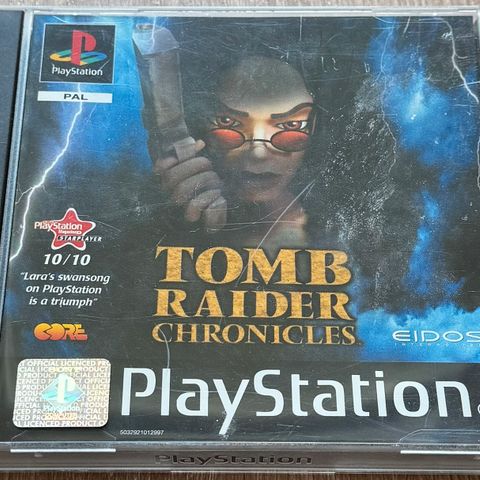 PlayStation
PAL
PlayStation
STARPLAYER
10/10
"Lara's swansong
on PlayStation
is a triumph"
TOMB
RAIDER
CHRONICLES
CORE
EIDOS
PlayStation
PlayStation
5032921012997
PlayStation